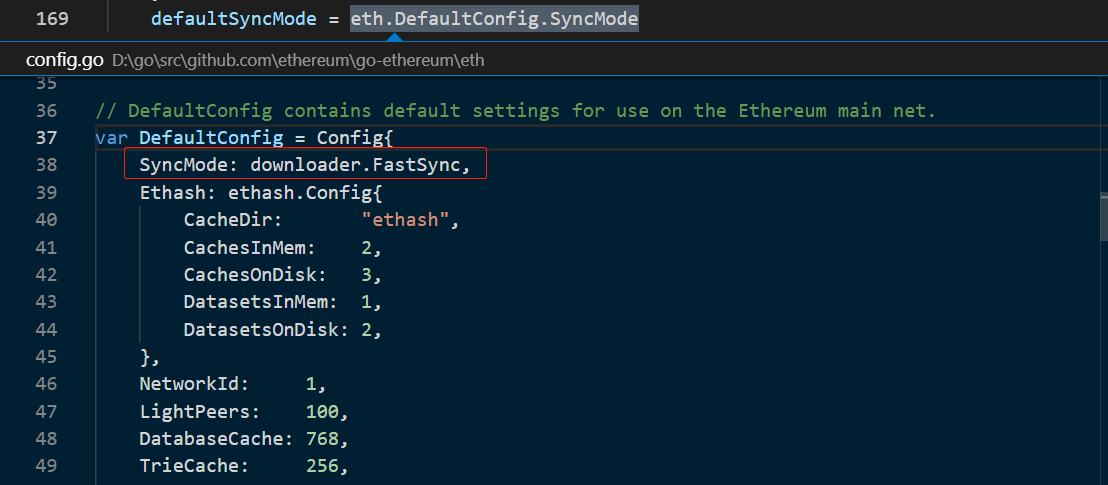 169 defaultSyncMode = eth.DefaultConfig.SyncMode
config.go D:\go\src\github.com\ethereum\go-ethereum\eth
35
36 // DefaultConfig contains default settings for use on the Ethereum main net.
37 var DefaultConfig = Config{
38 SyncMode: downloader.FastSync,
39 Ethash: ethash.Config{
40 CacheDir: "ethash",
41 CachesInMem: 2,
42 CachesOnDisk: 3,
43 DatasetsInMem: 1,
44 DatasetsOnDisk: 2,
45 },
46 NetworkId: 1,
47 LightPeers: 100,
48 DatabaseCache: 768,
49 TrieCache: 256,